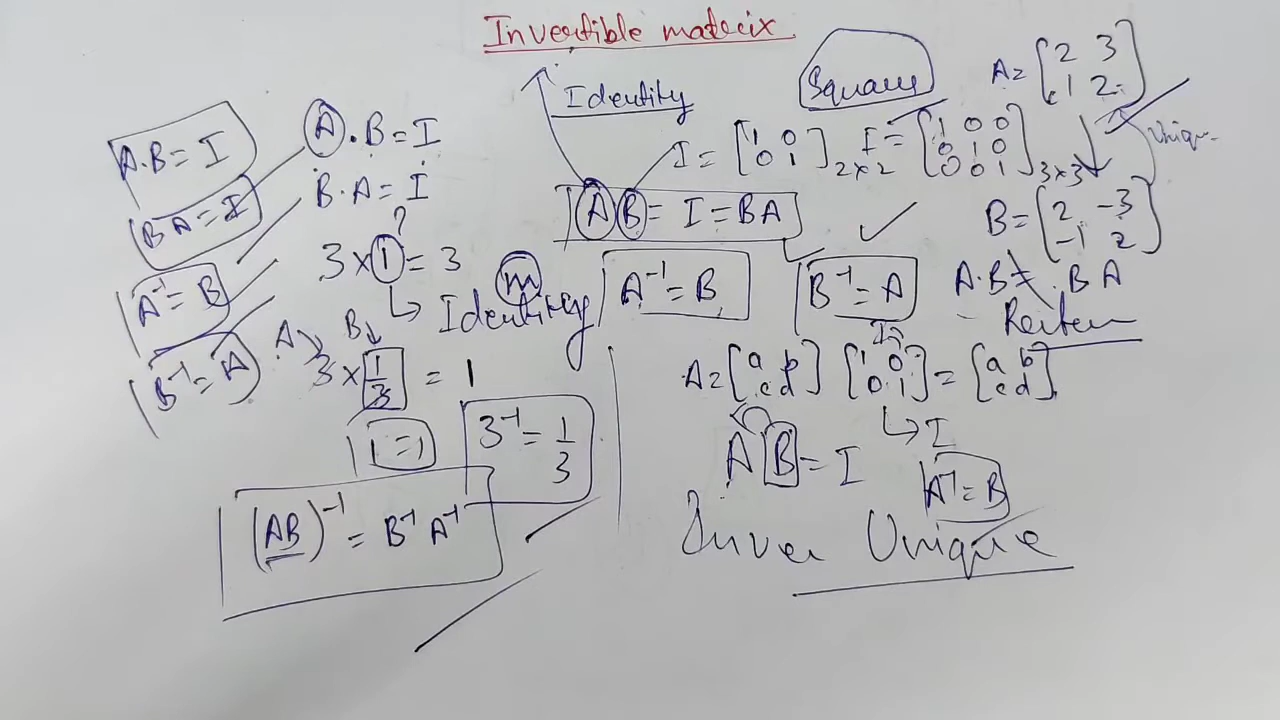 Invertible matrix
Identity
Square
A = [2 3
1 2]
A.B = I
BA = I
A⁻¹ = B
B⁻¹ = A
A.B = I
B.A = I
?
3 × 1 = 3
Identity
m
A B
3 × 1/3 = 1
1 = 1
3⁻¹ = 1/3
(AB)⁻¹ = B⁻¹ A⁻¹
I = [1 0
0 1] 2×2
I = [1 0 0
0 1 0
0 0 1] 3×3
AB = I = BA
A⁻¹ = B
B⁻¹ = A
B = [2 -3
-1 2]
A.B ≠ .BA
A = [a b
c d] [1 0
0 1] = [a b
c d]
I
A B = I
A⁻¹ = B
Inver Unique